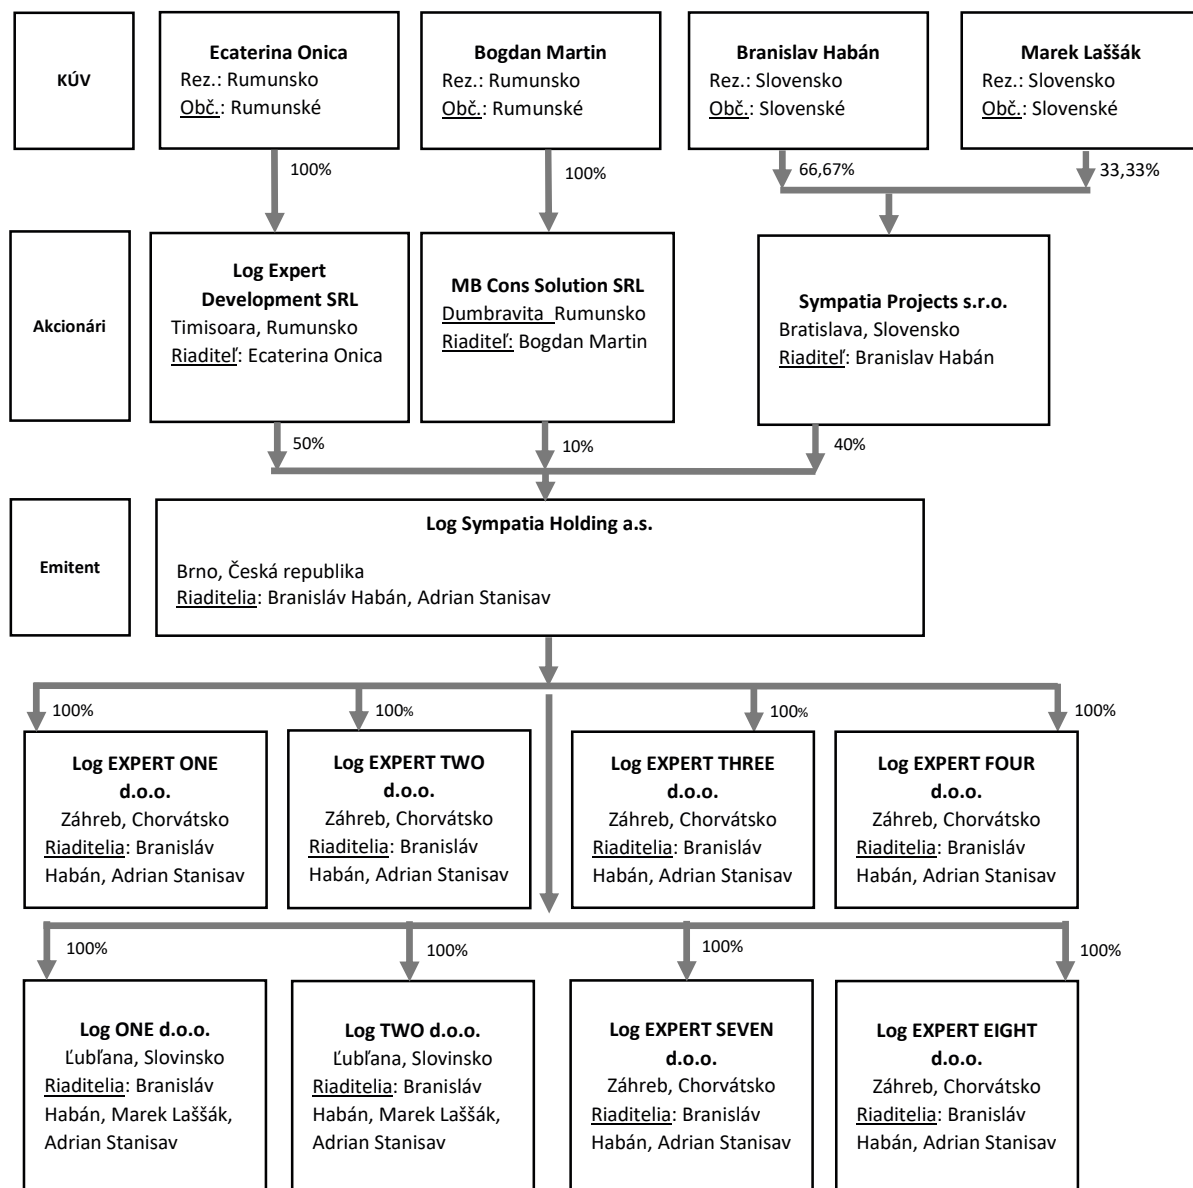 KÚV
Ecaterina Onica
Rez.: Rumunsko
Obč.: Rumunské
Bogdan Martin
Rez.: Rumunsko
Obč.: Rumunské
Branislav Habán
Rez.: Slovensko
Obč.: Slovenské
Marek Laššák
Rez.: Slovensko
Obč.: Slovenské
100%
100%
66,67%
33,33%
Akcionári
Log Expert
Development SRL
Timisoara, Rumunsko
Riaditeľ: Ecaterina Onica
MB Cons Solution SRL
Dumbravita Rumunsko
Riaditeľ: Bogdan Martin
Sympatia Projects s.r.o.
Bratislava, Slovensko
Riaditeľ: Branislav Habán
50%
10%
40%
Emitent
Log Sympatia Holding a.s.
Brno, Česká republika
Riaditelia: Branisláv Habán, Adrian Stanisav
100%
100%
100%
100%
Log EXPERT ONE
d.o.o.
Záhreb, Chorvátsko
Riaditelia: Branisláv
Habán, Adrian Stanisav
Log EXPERT TWO
d.o.o.
Záhreb, Chorvátsko
Riaditelia: Branisláv
Habán, Adrian Stanisav
Log EXPERT THREE
d.o.o.
Záhreb, Chorvátsko
Riaditelia: Branisláv
Habán, Adrian Stanisav
Log EXPERT FOUR
d.o.o.
Záhreb, Chorvátsko
Riaditelia: Branisláv
Habán, Adrian Stanisav
100%
100%
100%
100%
Log ONE d.o.o.
Ľubľana, Slovinsko
Riaditelia: Branisláv
Habán, Marek Laššák,
Adrian Stanisav
Log TWO d.o.o.
Ľubľana, Slovinsko
Riaditelia: Branisláv
Habán, Marek Laššák,
Adrian Stanisav
Log EXPERT SEVEN
d.o.o.
Záhreb, Chorvátsko
Riaditelia: Branisláv
Habán, Adrian Stanisav
Log EXPERT EIGHT
d.o.o.
Záhreb, Chorvátsko
Riaditelia: Branisláv
Habán, Adrian Stanisav